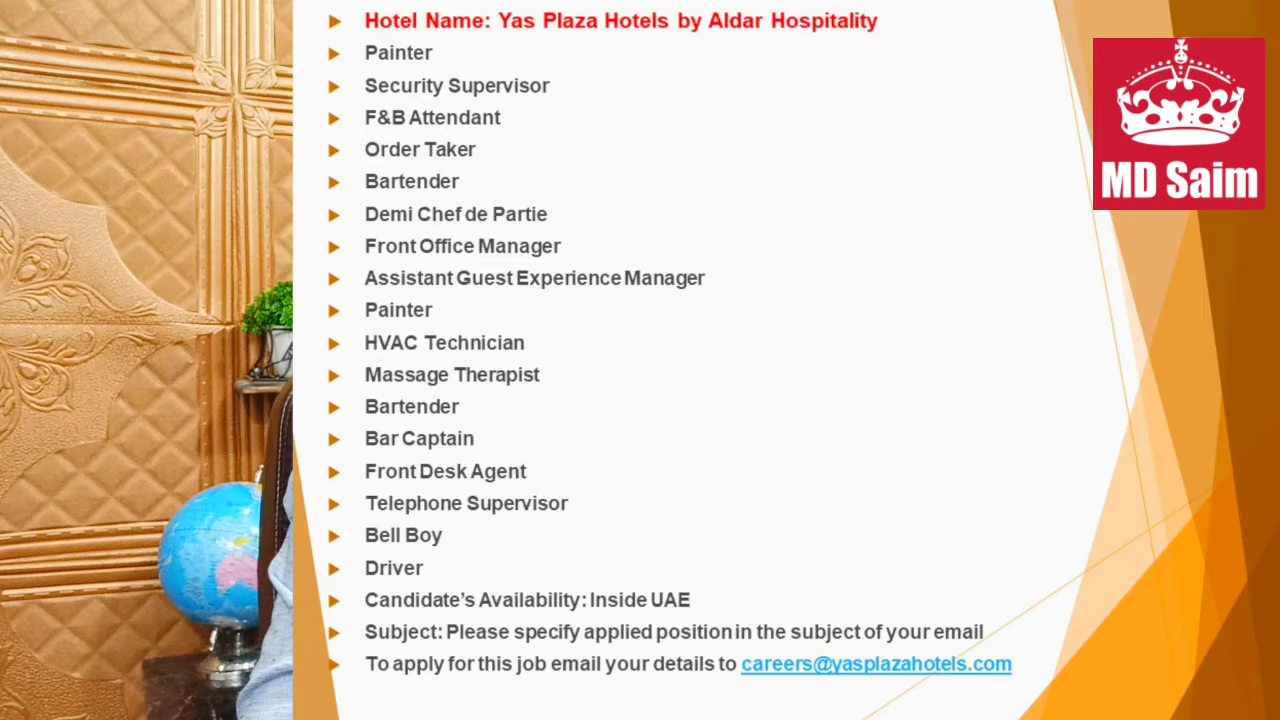 Hotel Name: Yas Plaza Hotels by Aldar Hospitality
Painter
Security Supervisor
F&B Attendant
Order Taker
Bartender
Demi Chef de Partie
Front Office Manager
Assistant Guest Experience Manager
Painter
HVAC Technician
Massage Therapist
Bartender
Bar Captain
Front Desk Agent
Telephone Supervisor
Bell Boy
Driver
Candidate’s Availability: Inside UAE
Subject: Please specify applied position in the subject of your email
To apply for this job email your details to careers@yasplazahotels.com
MD Saim